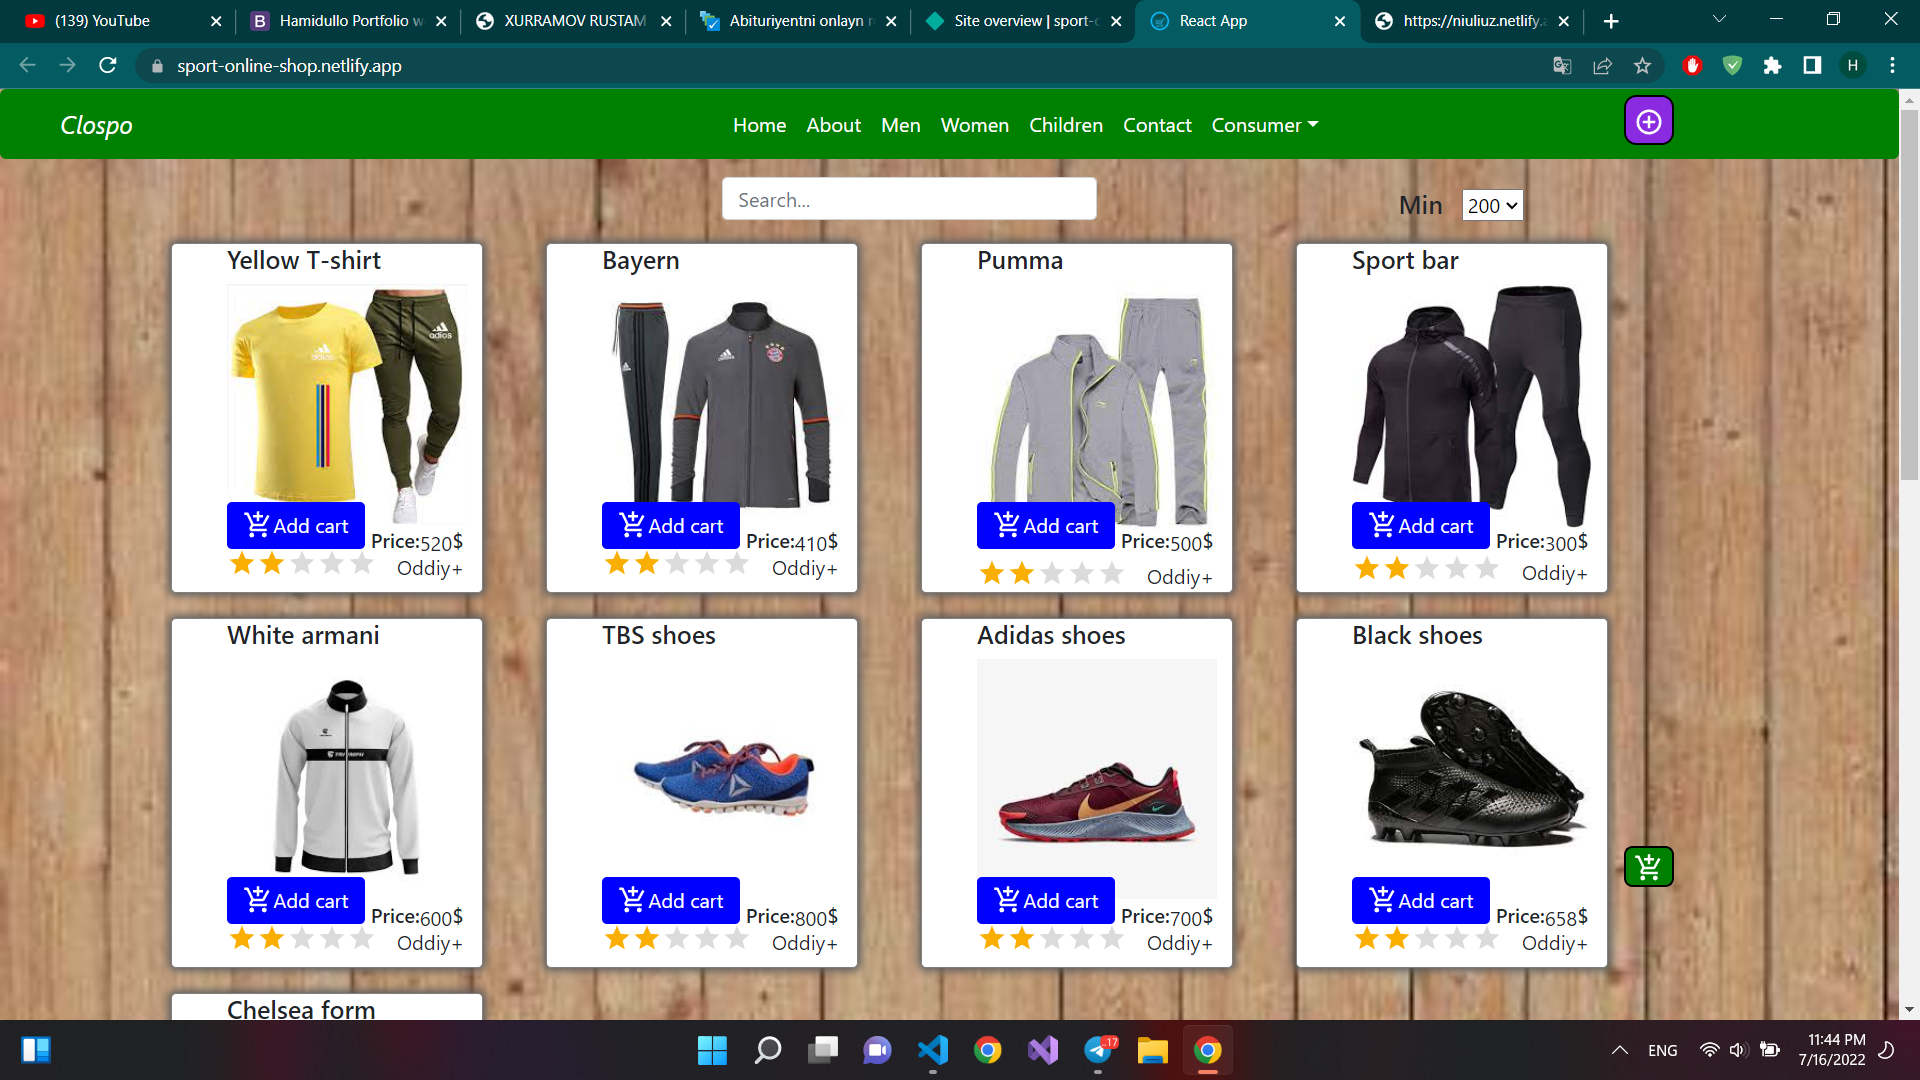 (139) YouTube
Hamidullo Portfolio w
XURRAMOV RUSTAM
Abituriyentni onlayn r
Site overview | sport-o
React App
https://niuliuz.netlify.a
sport-online-shop.netlify.app
H
Clospo
Home About Men Women Children Contact Consumer
Search...
Min 200
Yellow T-shirt
adios
adios
Add cart
Price:520$
Oddiy+
Bayern
Add cart
Price:410$
Oddiy+
Pumma
Add cart
Price:500$
Oddiy+
Sport bar
Add cart
Price:300$
Oddiy+
White armani
TRIUMPH
Add cart
Price:600$
Oddiy+
TBS shoes
Add cart
Price:800$
Oddiy+
Adidas shoes
Add cart
Price:700$
Oddiy+
Black shoes
Add cart
Price:658$
Oddiy+
Chelsea form
..17
ENG
11:44 PM
7/16/2022